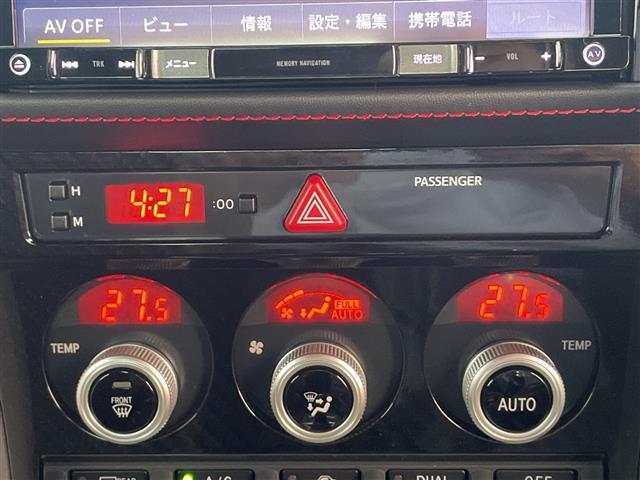 AV OFF ビュー 情報 設定・編集 携帯電話 ルート
TRK メニュー MEMORY NAVIGATION 現在地 − VOL + AV
H 4:27 :00 PASSENGER
M
27.5 FULL AUTO 27.5
TEMP TEMP
FRONT AUTO
REAR A/C DUAL OFF